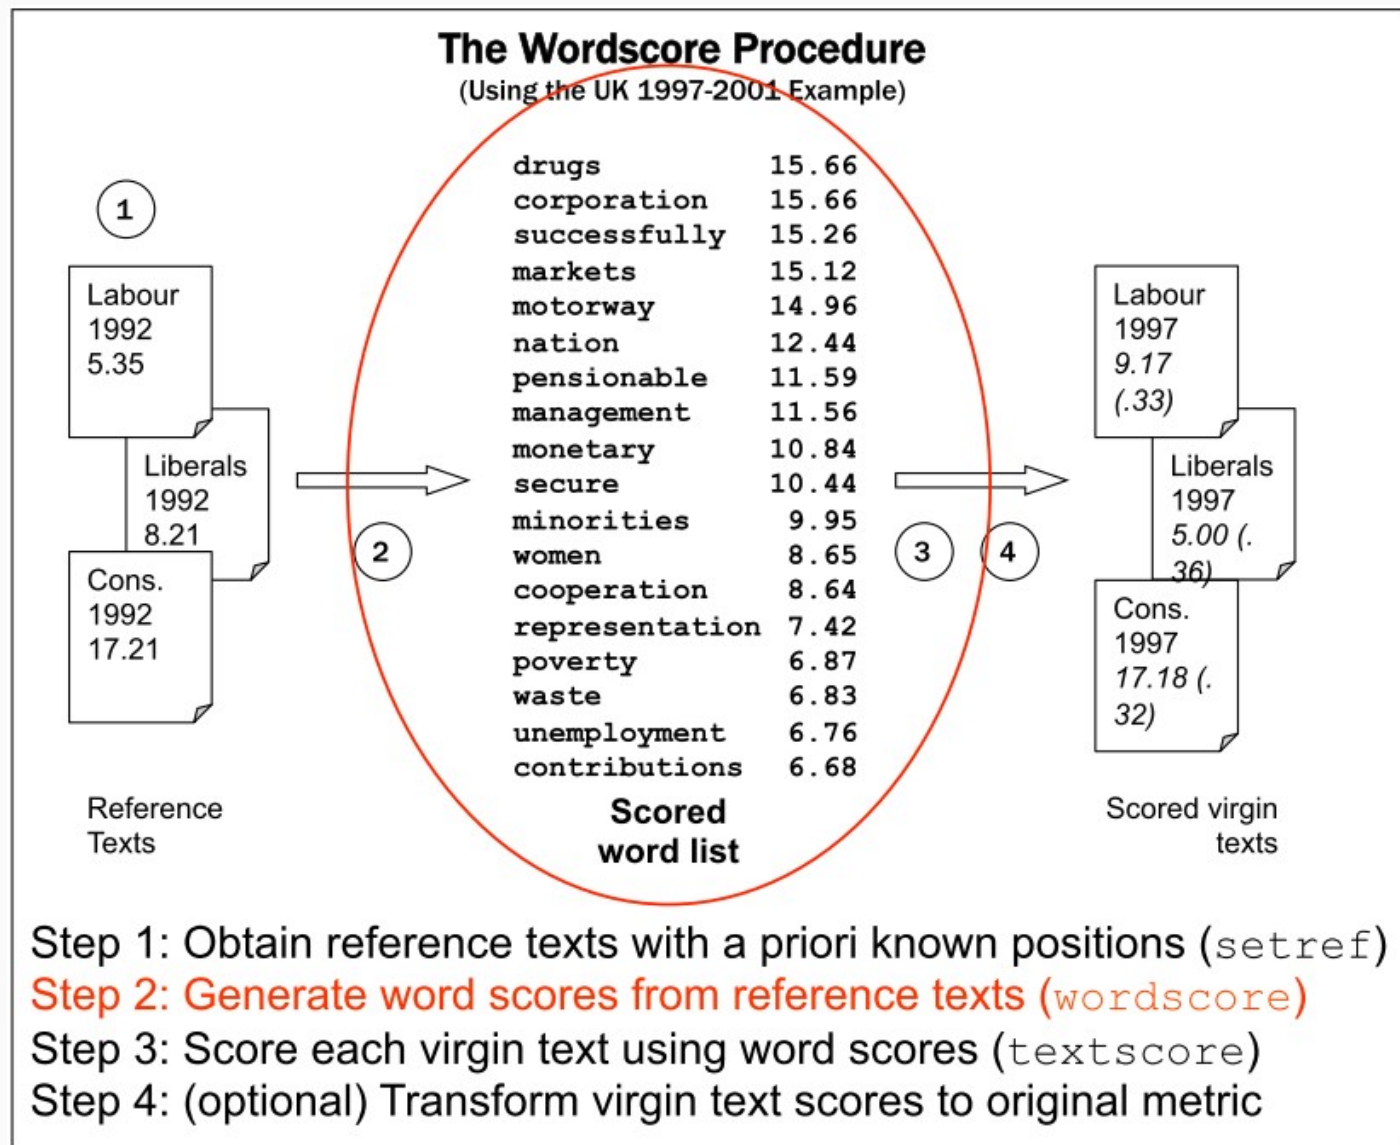 The Wordscore Procedure
(Using the UK 1997-2001 Example)
1
Labour
1992
5.35
Liberals
1992
8.21
Cons.
1992
17.21
Reference
Texts
2
drugs 15.66
corporation 15.66
successfully 15.26
markets 15.12
motorway 14.96
nation 12.44
pensionable 11.59
management 11.56
monetary 10.84
secure 10.44
minorities 9.95
women 8.65
cooperation 8.64
representation 7.42
poverty 6.87
waste 6.83
unemployment 6.76
contributions 6.68
Scored
word list
3
4
Labour
1997
9.17
(.33)
Liberals
1997
5.00 (.
36)
Cons.
1997
17.18 (.
32)
Scored virgin
texts
Step 1: Obtain reference texts with a priori known positions (setref)
Step 2: Generate word scores from reference texts (wordscore)
Step 3: Score each virgin text using word scores (textscore)
Step 4: (optional) Transform virgin text scores to original metric